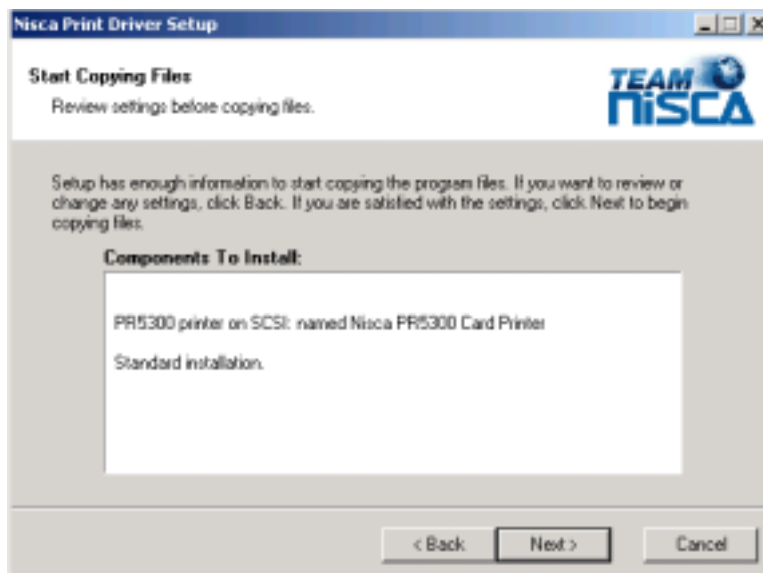 Nisca Print Driver Setup
Start Copying Files
Review settings before copying files.
TEAM
NiSCA
Setup has enough information to start copying the program files. If you want to review or
change any settings, click Back. If you are satisfied with the settings, click Next to begin
copying files.
Components To Install:
PR5300 printer on SCSI: named Nisca PR5300 Card Printer
Standard installation.
< Back
Next >
Cancel